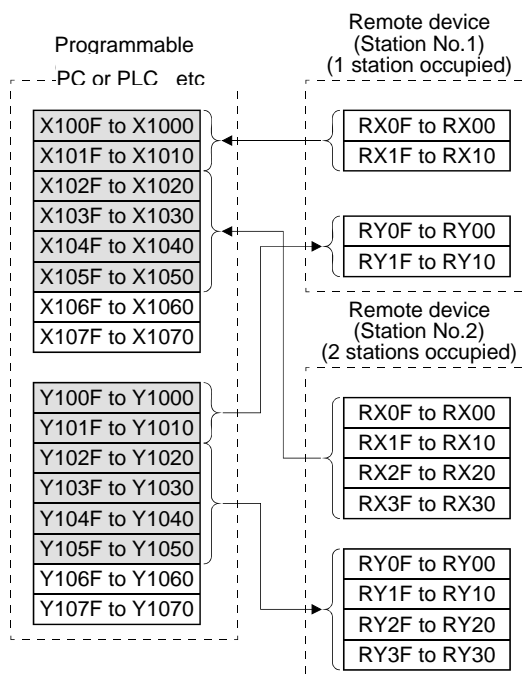 Programmable
PC or PLC etc
X100F to X1000
X101F to X1010
X102F to X1020
X103F to X1030
X104F to X1040
X105F to X1050
X106F to X1060
X107F to X1070
Y100F to Y1000
Y101F to Y1010
Y102F to Y1020
Y103F to Y1030
Y104F to Y1040
Y105F to Y1050
Y106F to Y1060
Y107F to Y1070
Remote device
(Station No.1)
(1 station occupied)
RX0F to RX00
RX1F to RX10
RY0F to RY00
RY1F to RY10
Remote device
(Station No.2)
(2 stations occupied)
RX0F to RX00
RX1F to RX10
RX2F to RX20
RX3F to RX30
RY0F to RY00
RY1F to RY10
RY2F to RY20
RY3F to RY30